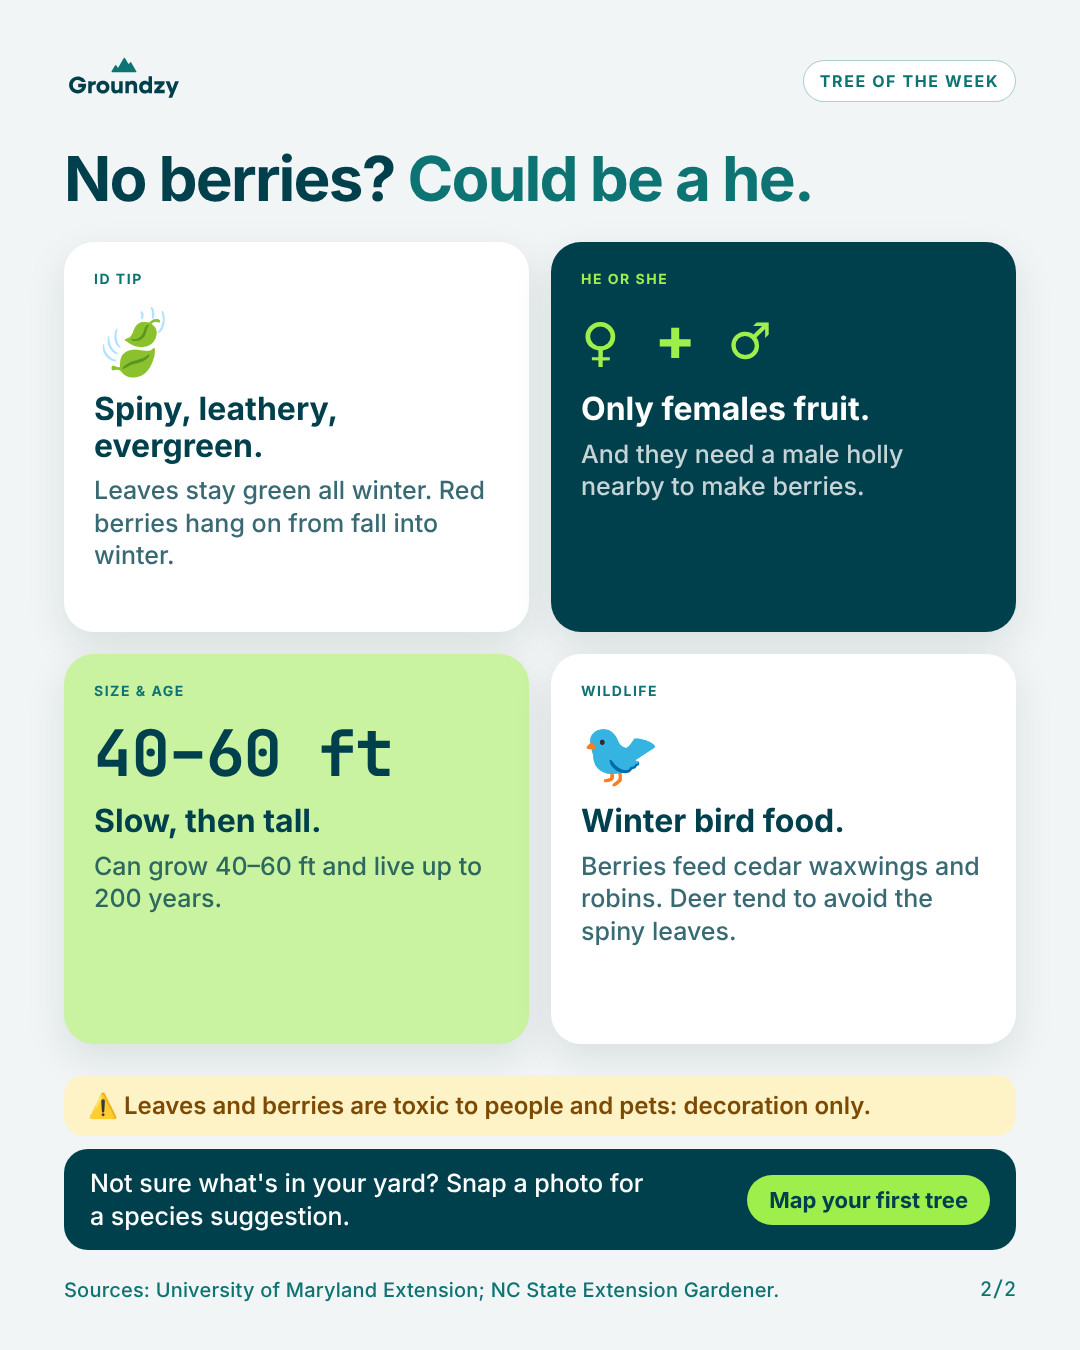 Groundzy
TREE OF THE WEEK
No berries? Could be a he.
ID TIP
Spiny, leathery,
evergreen.
Leaves stay green all winter. Red
berries hang on from fall into
winter.
HE OR SHE
♀ + ♂
Only females fruit.
And they need a male holly
nearby to make berries.
SIZE & AGE
40–60 ft
Slow, then tall.
Can grow 40–60 ft and live up to
200 years.
WILDLIFE
Winter bird food.
Berries feed cedar waxwings and
robins. Deer tend to avoid the
spiny leaves.
⚠️ Leaves and berries are toxic to people and pets: decoration only.
Not sure what's in your yard? Snap a photo for
a species suggestion.
Map your first tree
Sources: University of Maryland Extension; NC State Extension Gardener.
2/2